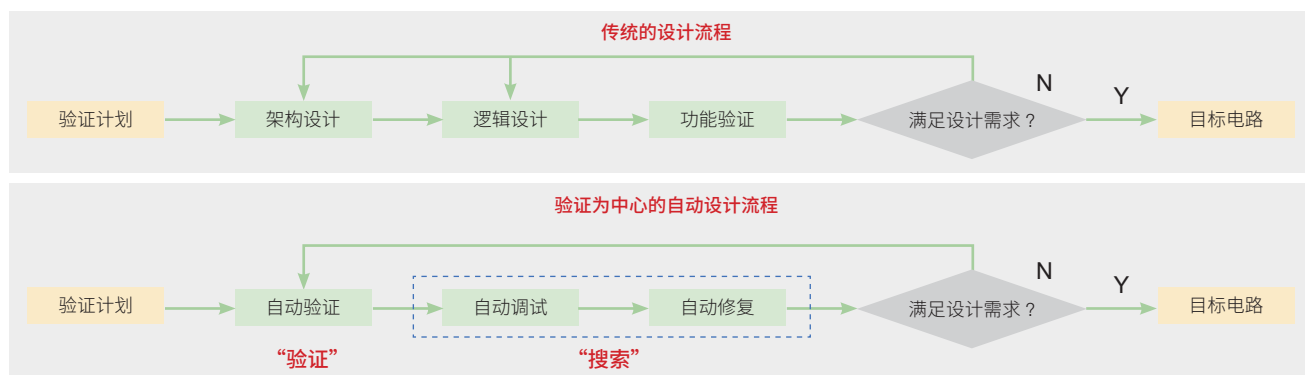 传统的设计流程
N
Y
验证计划
架构设计
逻辑设计
功能验证
满足设计需求？
目标电路
验证为中心的自动设计流程
N
Y
验证计划
自动验证
自动调试
自动修复
满足设计需求？
目标电路
“验证”
“搜索”